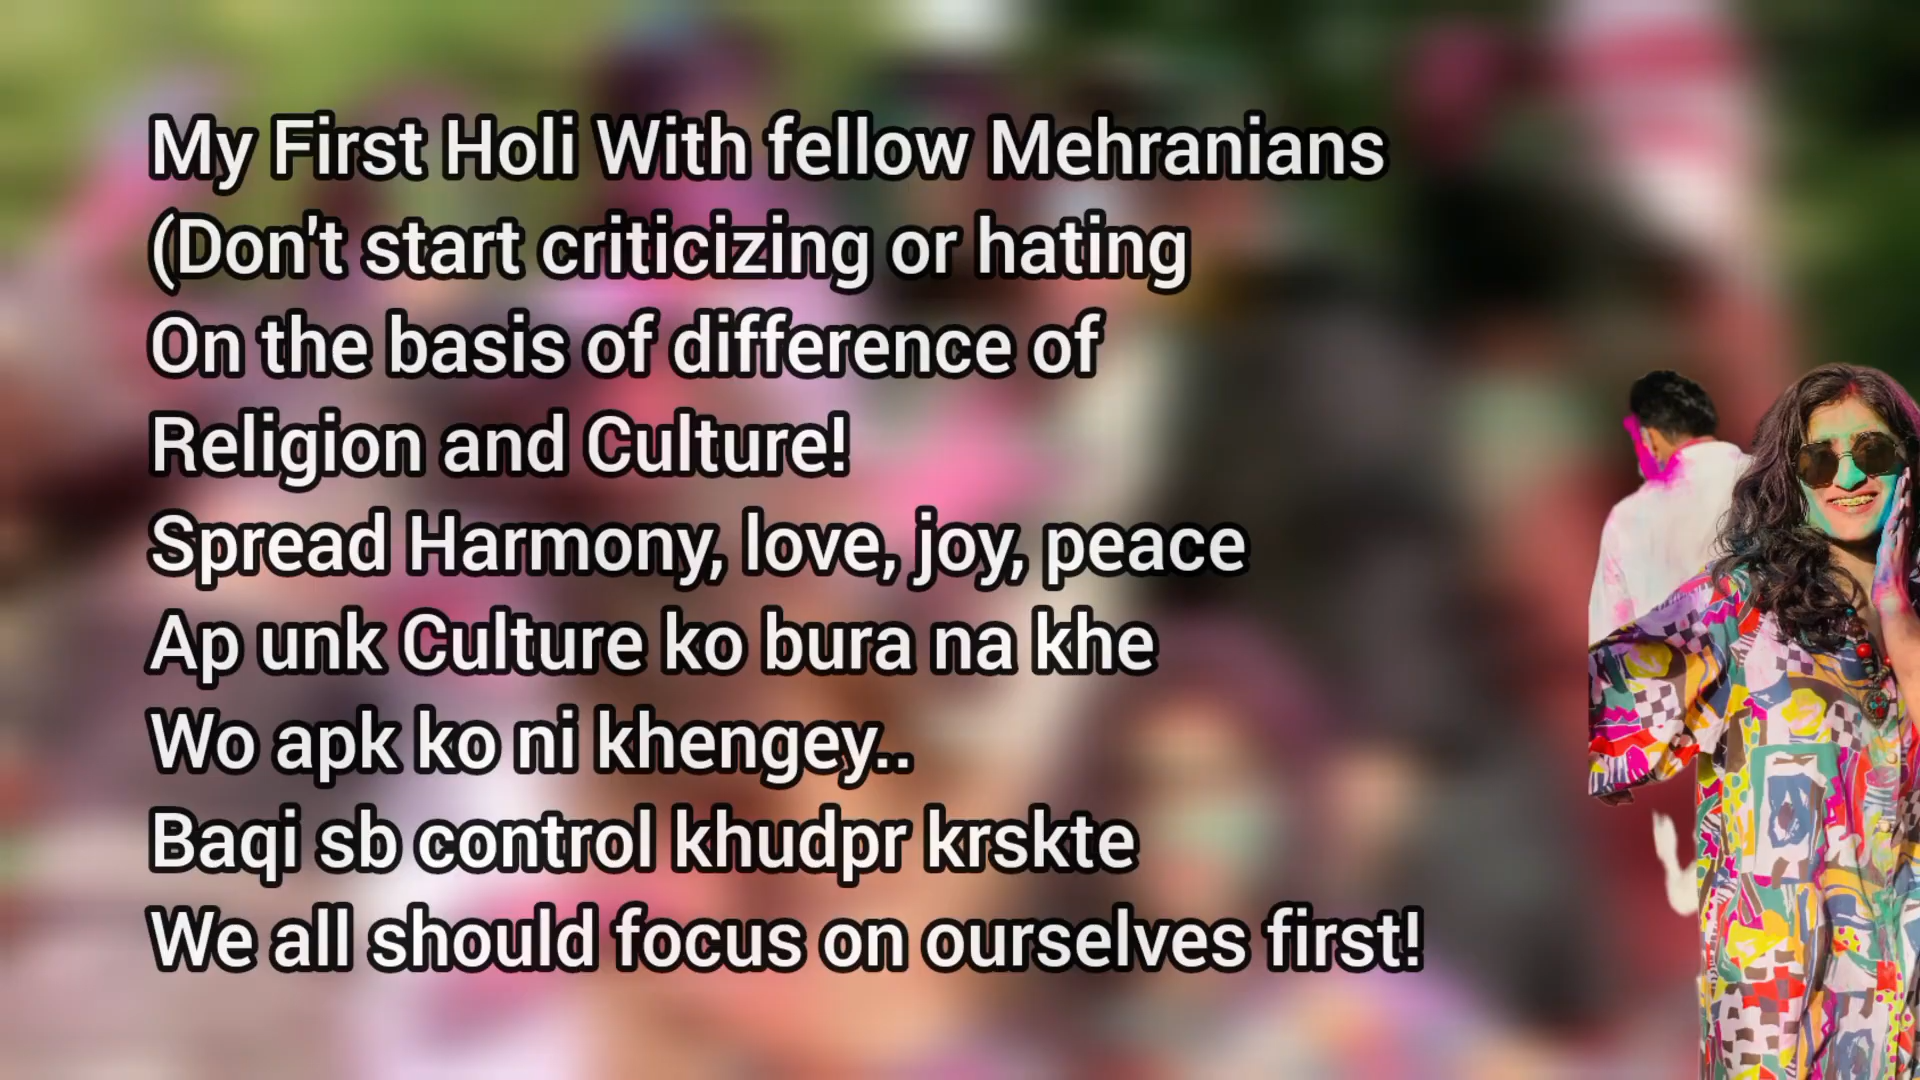 My First Holi With fellow Mehranians
(Don't start criticizing or hating
On the basis of difference of
Religion and Culture!
Spread Harmony, love, joy, peace
Ap unk Culture ko bura na khe
Wo apk ko ni khengey..
Baqi sb control khudpr krskte
We all should focus on ourselves first!